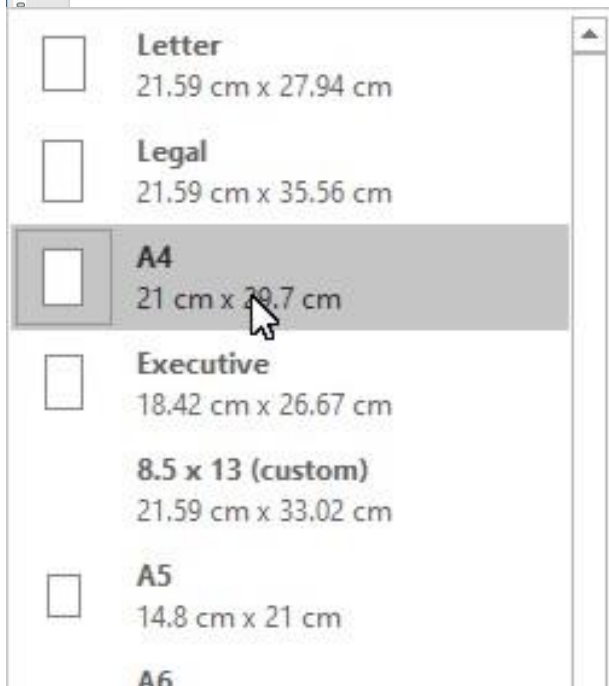 Letter
21.59 cm x 27.94 cm
Legal
21.59 cm x 35.56 cm
A4
21 cm x 29.7 cm
Executive
18.42 cm x 26.67 cm
8.5 x 13 (custom)
21.59 cm x 33.02 cm
A5
14.8 cm x 21 cm
A6